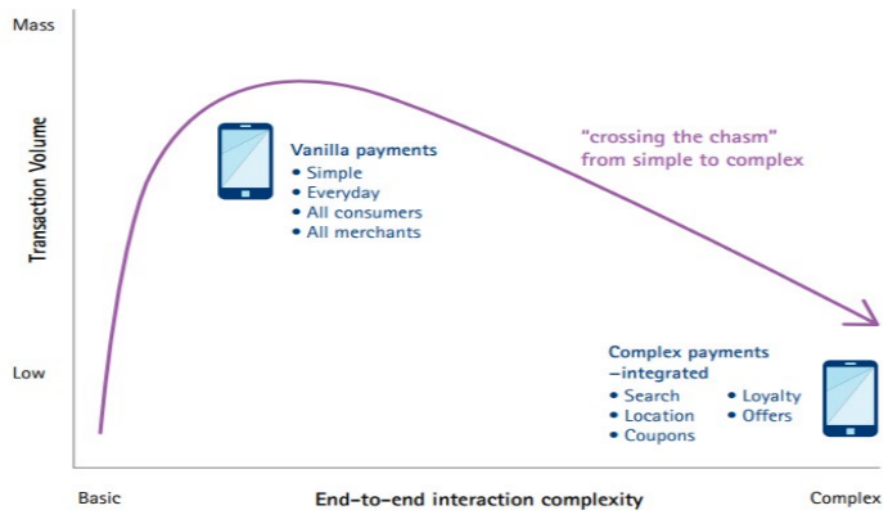 Mass
Transaction Volume
Low
Vanilla payments
• Simple
• Everyday
• All consumers
• All merchants
"crossing the chasm"
from simple to complex
Complex payments
–integrated
• Search • Loyalty
• Location • Offers
• Coupons
Basic End–to–end interaction complexity Complex